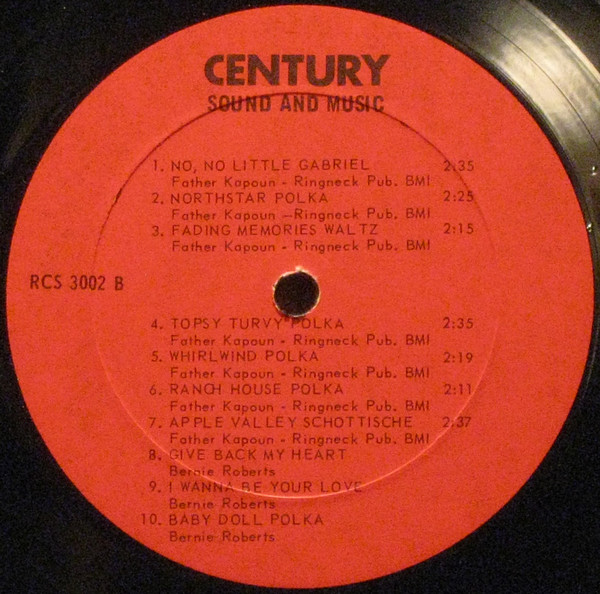 CENTURY
SOUND AND MUSIC
1. NO, NO LITTLE GABRIEL 2:35
Father Kapoun - Ringneck Pub. BMI
2. NORTHSTAR POLKA 2:25
Father Kapoun —Ringneck Pub. BMI
3. FADING MEMORIES WALTZ 2:15
Father Kapoun - Ringneck Pub. BMI
RCS 3002 B
4. TOPSY TURVY POLKA 2:35
Father Kapoun - Ringneck Pub. BMI
5. WHIRLWIND POLKA 2:19
Father Kapoun - Ringneck Pub. BMI
6. RANCH HOUSE POLKA 2:11
Father Kapoun - Ringneck Pub. BMI
7. APPLE VALLEY SCHOTTISCHE 2:37
Father Kapoun - Ringneck Pub. BMI
8. GIVE BACK MY HEART
Bernie Roberts
9. I WANNA BE YOUR LOVE
Bernie Roberts
10. BABY DOLL POLKA
Bernie Roberts